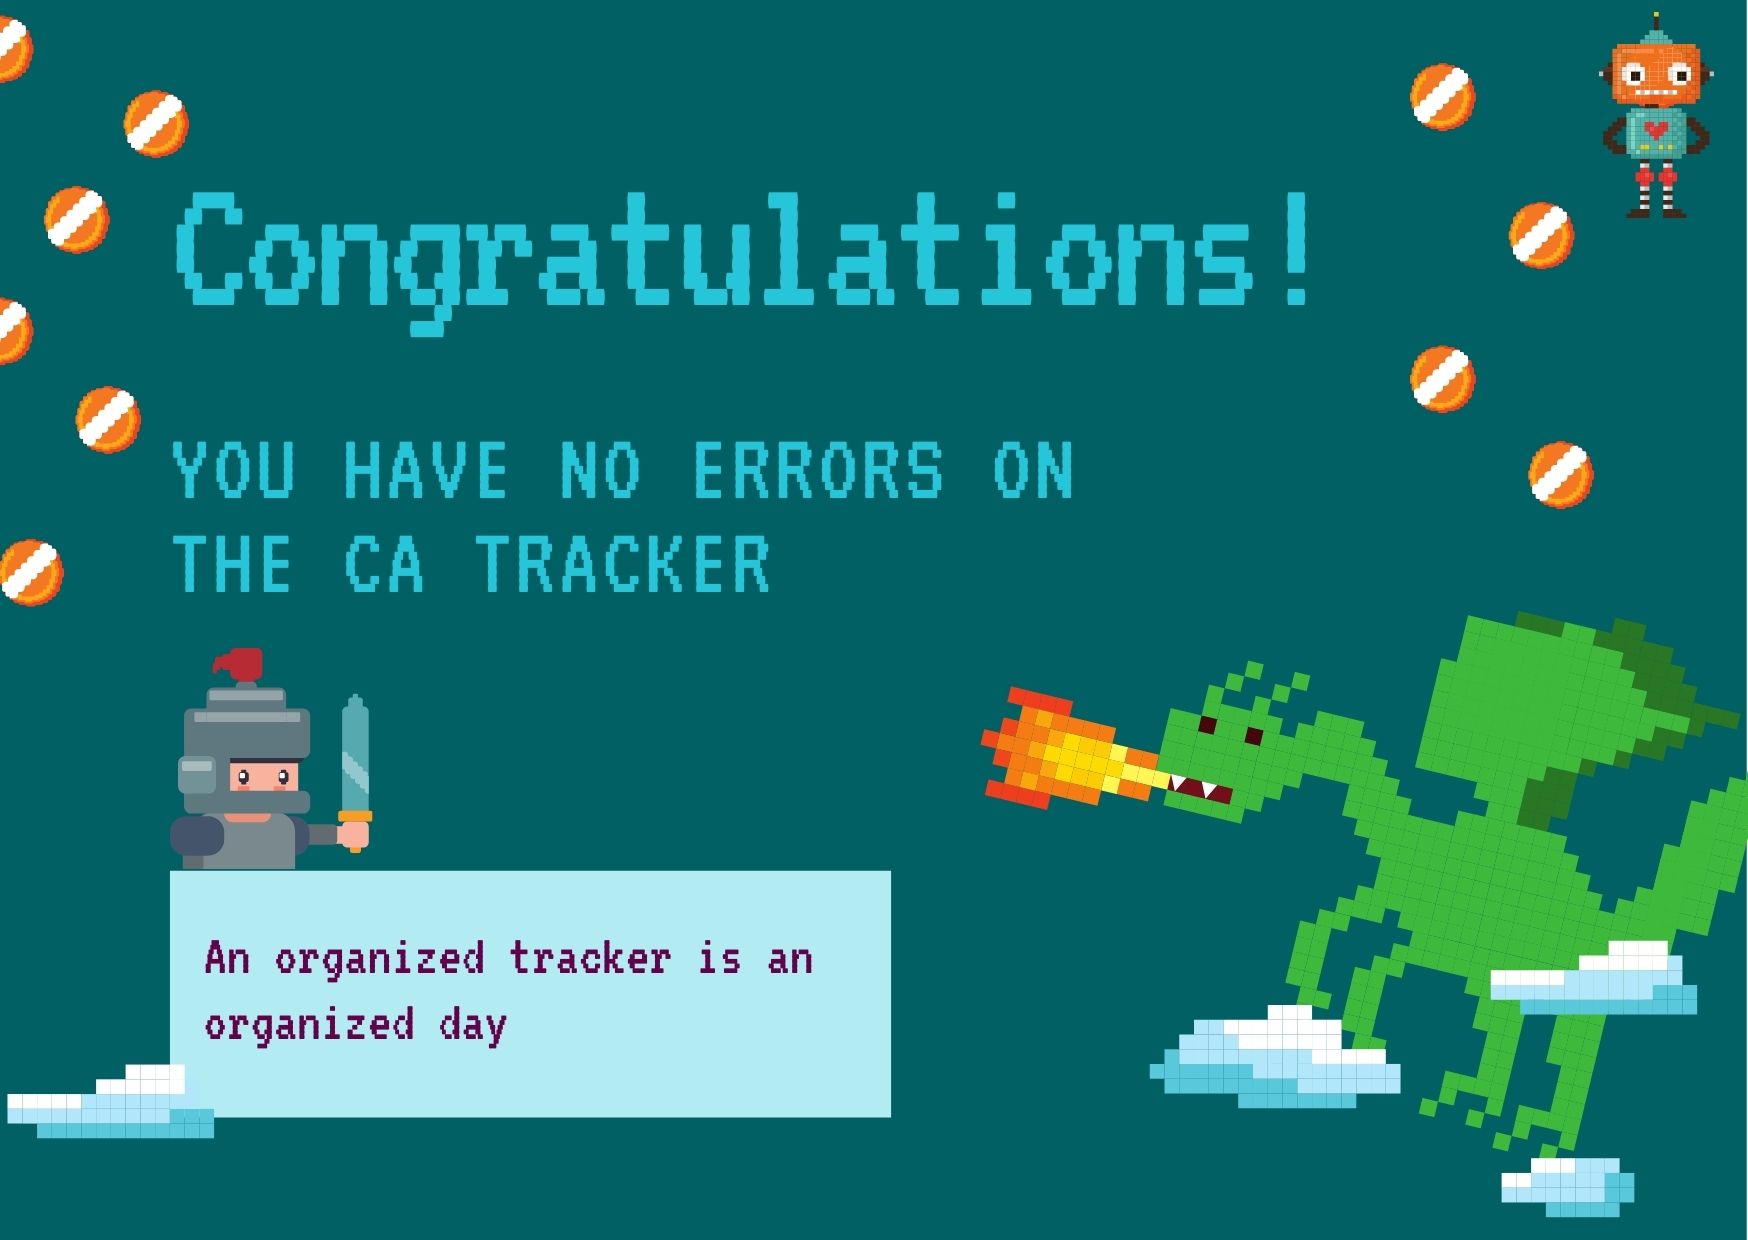 Congratulations!
YOU HAVE NO ERRORS ON
THE CA TRACKER
An organized tracker is an
organized day